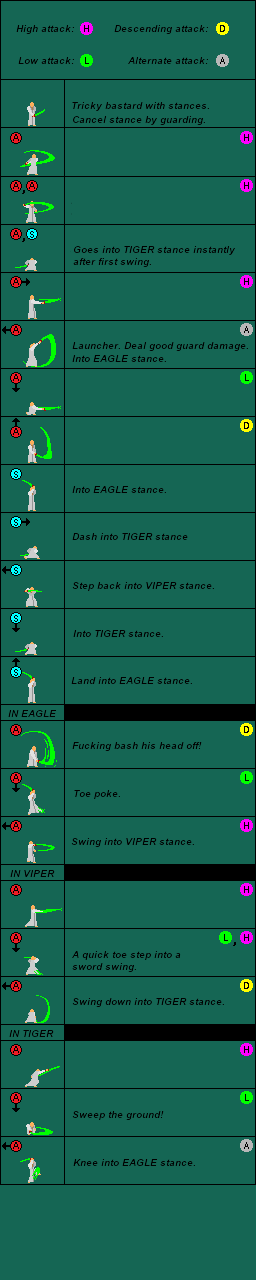 High attack: H Descending attack: D
Low attack: L Alternate attack: A
Tricky bastard with stances.
Cancel stance by guarding.
A H
A , A H
A , S
Goes into TIGER stance instantly
after first swing.
A H
A A
Launcher. Deal good guard damage.
Into EAGLE stance.
A L
A D
S
Into EAGLE stance.
S
Dash into TIGER stance
S
Step back into VIPER stance.
S
Into TIGER stance.
S
Land into EAGLE stance.
IN EAGLE
A D
Fucking bash his head off!
A L
Toe poke.
A H
Swing into VIPER stance.
IN VIPER
A H
A L , H
A quick toe step into a
sword swing.
A D
Swing down into TIGER stance.
IN TIGER
A H
A L
Sweep the ground!
A A
Knee into EAGLE stance.